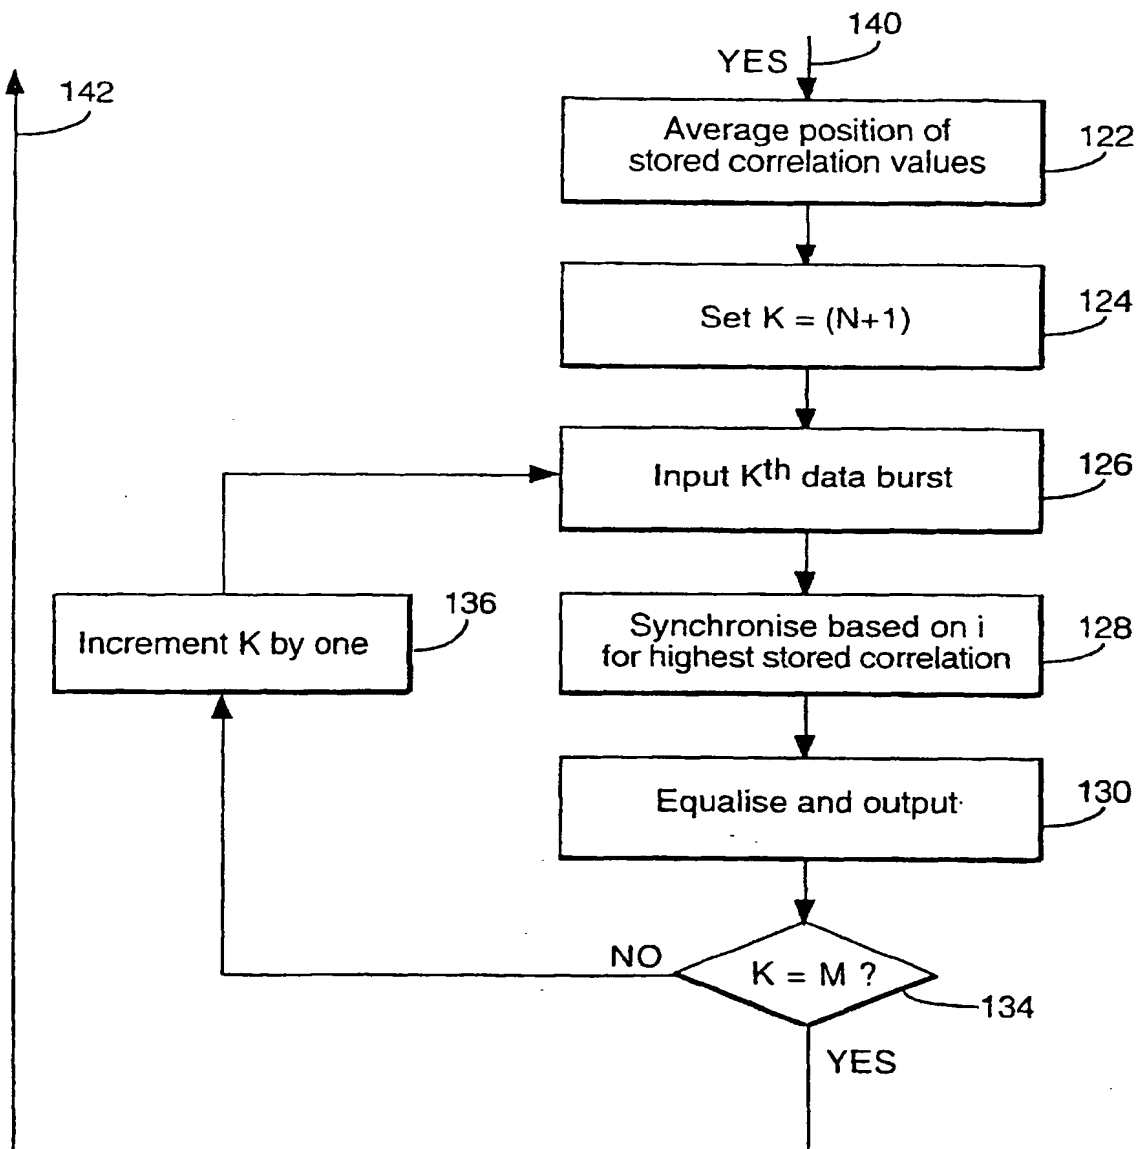 140
YES
142
Average position of
stored correlation values
122
Set K = (N+1)
124
Input Kth data burst
126
Increment K by one
136
Synchronise based on i
for highest stored correlation
128
Equalise and output
130
NO
K = M ?
134
YES